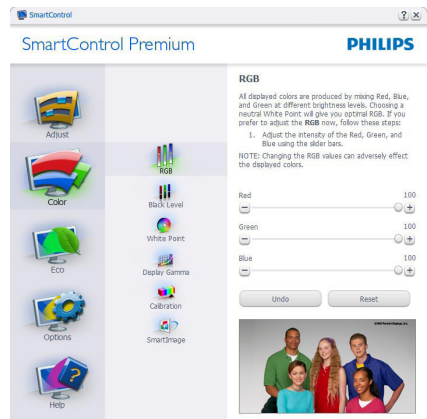 SmartControl
SmartControl Premium
PHILIPS
Adjust
Color
Eco
Options
Help
RGB
Black Level
White Point
Display Gamma
Calibration
SmartImage
RGB
All displayed colors are produced by mixing Red, Blue,
and Green at different brightness levels. Choosing a
neutral White Point will give you optimal RGB. If you
prefer to adjust the RGB now, follow these steps:
1. Adjust the intensity of the Red, Green, and
Blue using the slider bars.
NOTE: Changing the RGB values can adversely effect
the displayed colors.
Red 100
Green 100
Blue 100
Undo
Reset